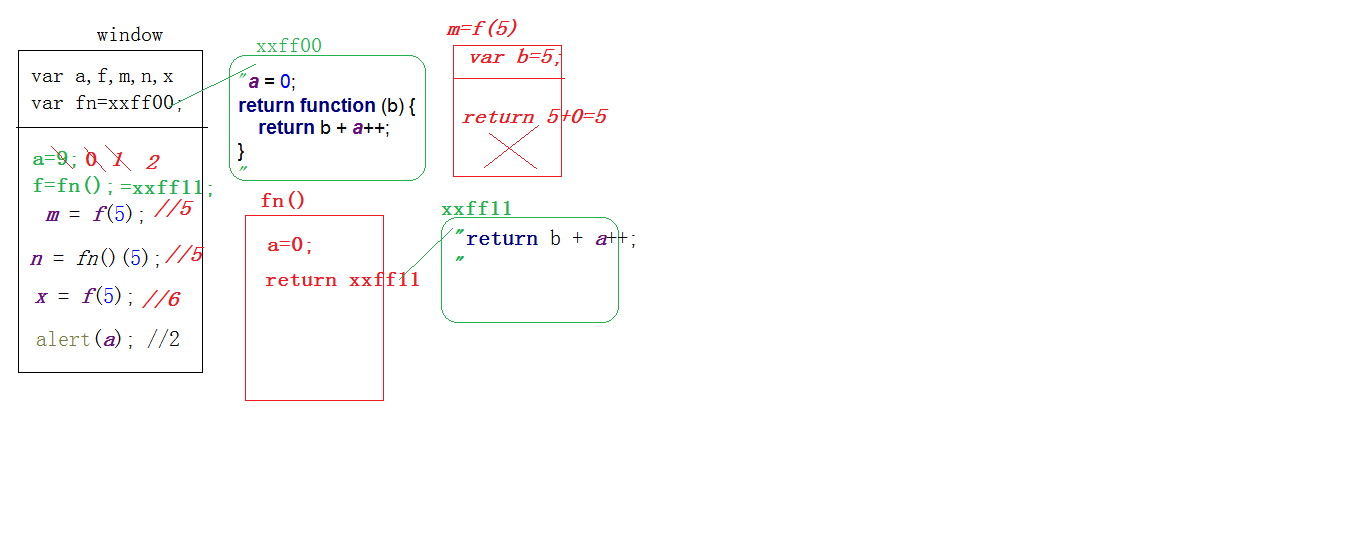 window
var a,f,m,n,x
var fn=xxff00;
a=9; 0 1 2
f=fn();=xxff11;
m = f(5); //5
n = fn()(5); //5
x = f(5); //6
alert(a); //2
xxff00
"a = 0;
return function (b) {
return b + a++;
}
"
m=f(5)
var b=5;
return 5+0=5
fn()
a=0;
return xxff11
xxff11
"return b + a++;
"